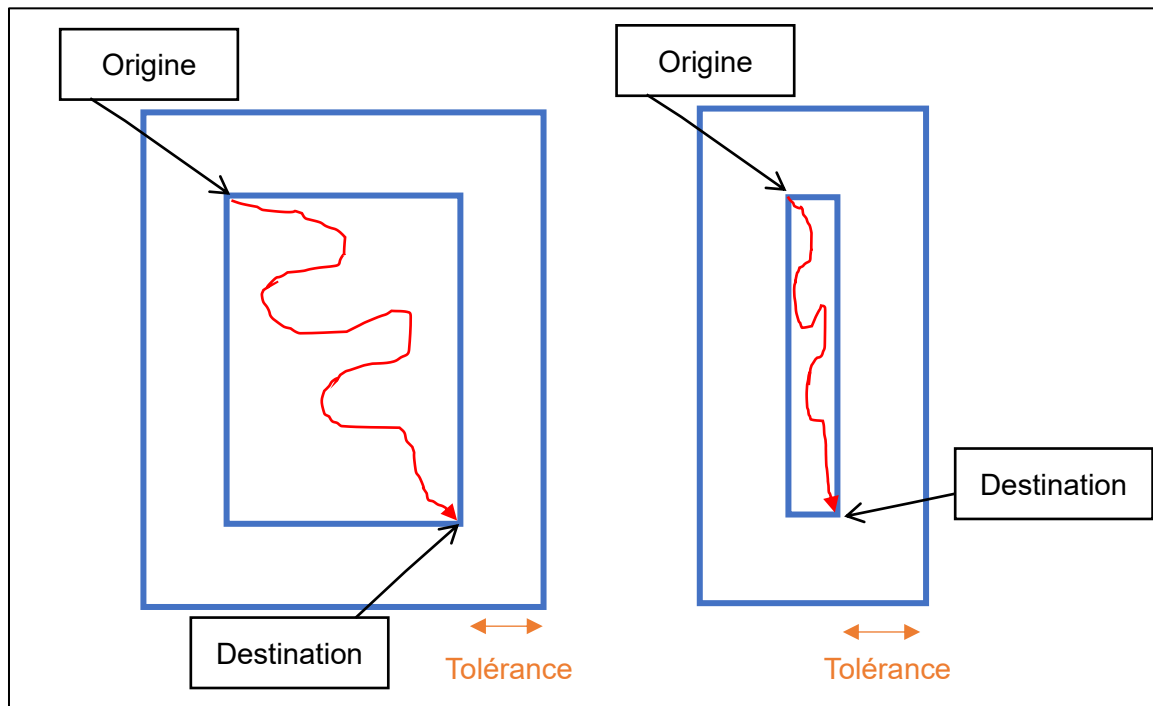 Origine
Origine
Destination
Destination
Tolérance
Tolérance